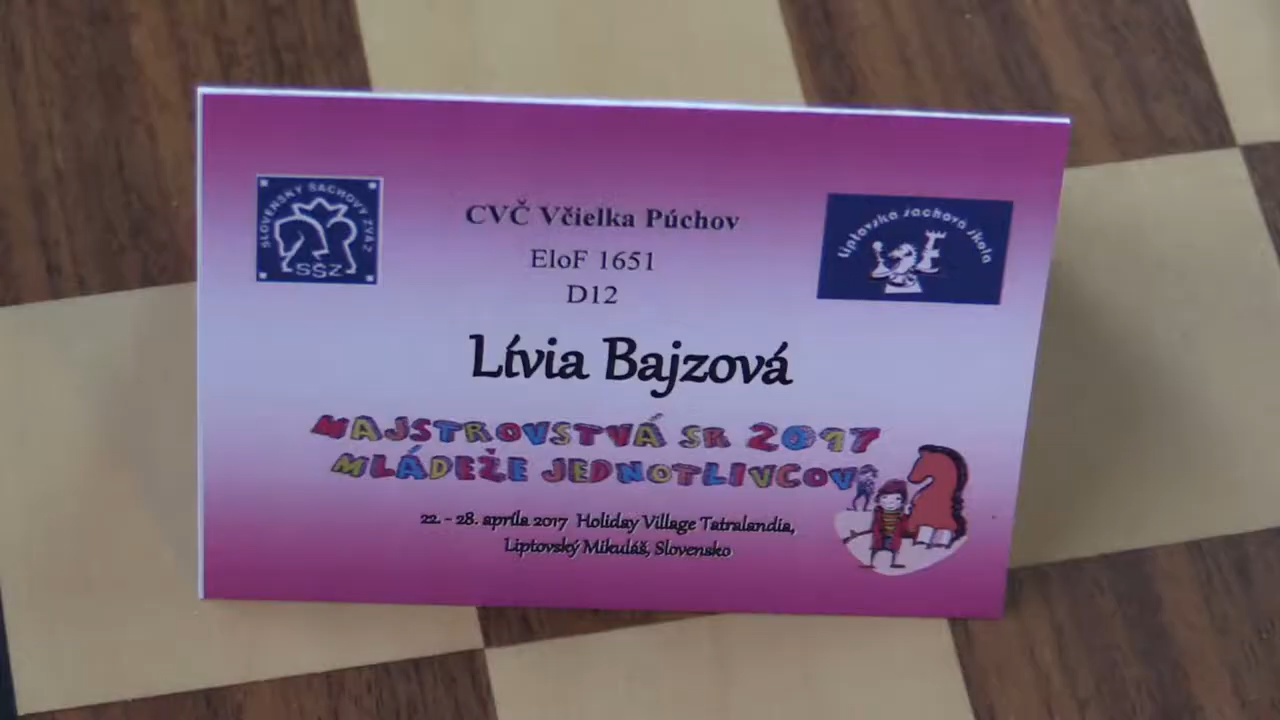 SLOVENSKÝ ŠACHOVÝ ZVÄZ
SŠZ
CVČ Včielka Púchov
EloF 1651
D12
Liptovská šachová škola
Lívia Bajzová
MAJSTROVSTVÁ SR 2017
MLÁDEŽE JEDNOTLIVCOV
22. - 28. apríla 2017 Holiday Village Tatralandia,
Liptovský Mikuláš, Slovensko